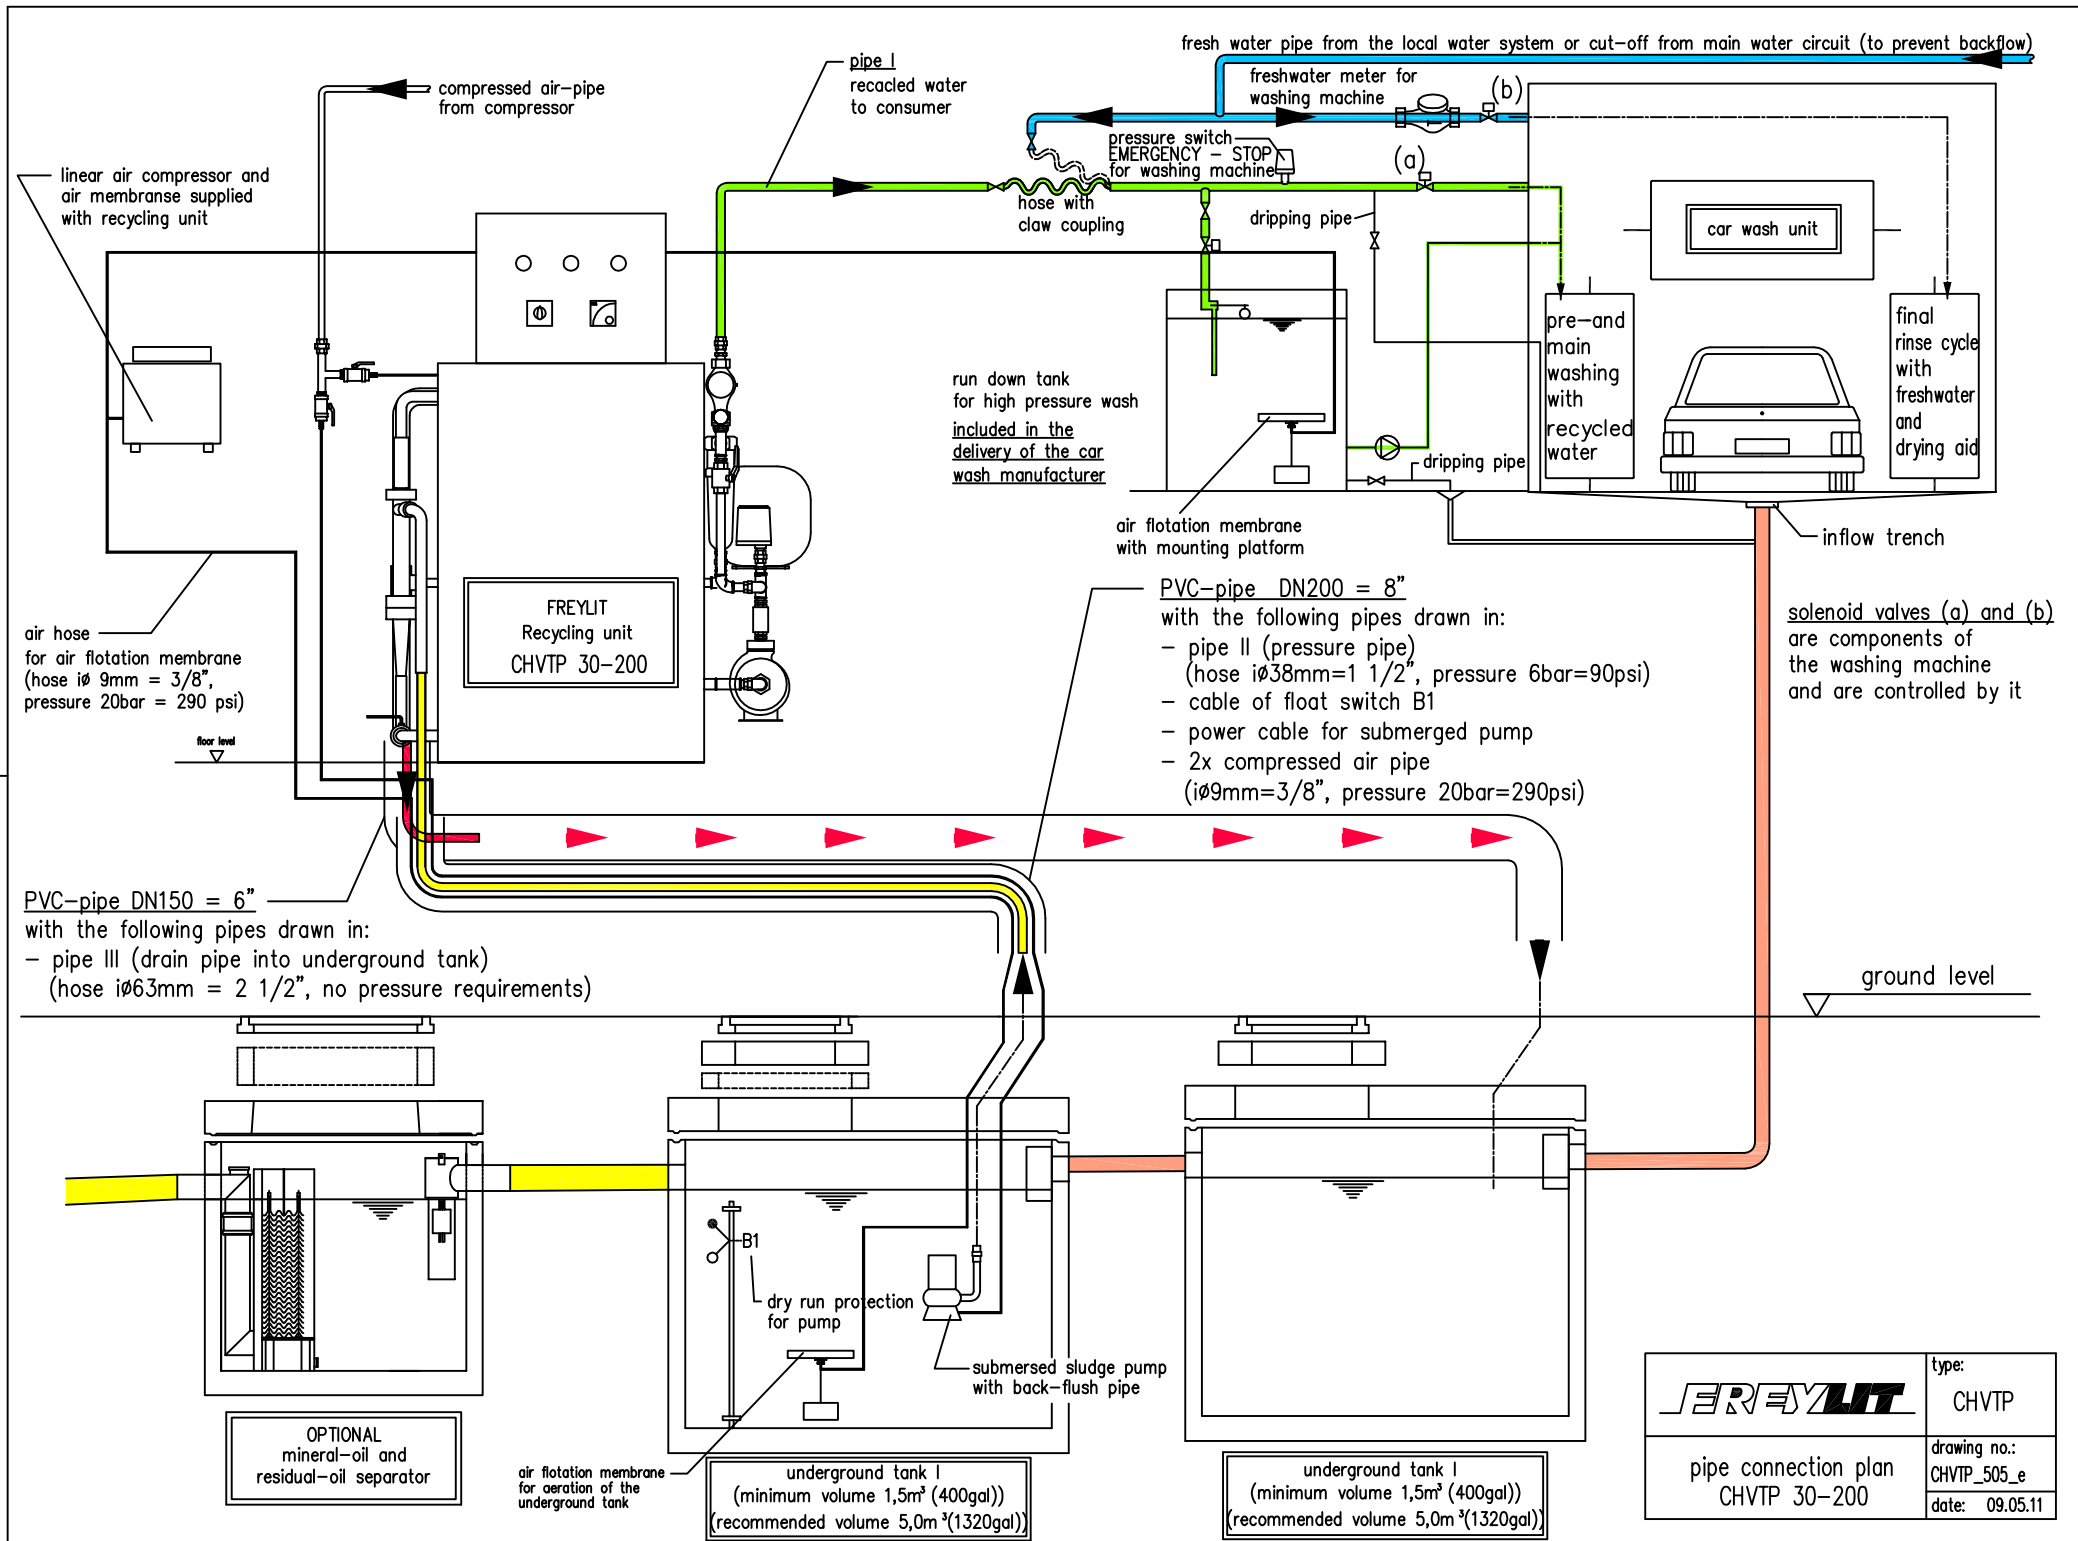 fresh water pipe from the local water system or cut-off from main water circuit (to prevent backflow)
compressed air-pipe
from compressor
pipe I
recacled water
to consumer
freshwater meter for
washing machine
(b)
pressure switch
EMERGENCY - STOP
for washing machine
(a)
linear air compressor and
air membranse supplied
with recycling unit
hose with
claw coupling
dripping pipe
car wash unit
pre-and
main
washing
with
recycled
water
final
rinse cycle
with
freshwater
and
drying aid
run down tank
for high pressure wash
included in the
delivery of the car
wash manufacturer
dripping pipe
air flotation membrane
with mounting platform
inflow trench
FREYLIT
Recycling unit
CHVTP 30-200
air hose
for air flotation membrane
(hose iø 9mm = 3/8",
pressure 20bar = 290 psi)
floor level
PVC-pipe DN200 = 8"
with the following pipes drawn in:
- pipe II (pressure pipe)
(hose iø38mm=1 1/2", pressure 6bar=90psi)
- cable of float switch B1
- power cable for submerged pump
- 2x compressed air pipe
(iø9mm=3/8", pressure 20bar=290psi)
solenoid valves (a) and (b)
are components of
the washing machine
and are controlled by it
PVC-pipe DN150 = 6"
with the following pipes drawn in:
- pipe III (drain pipe into underground tank)
(hose iø63mm = 2 1/2", no pressure requirements)
ground level
B1
dry run protection
for pump
submersed sludge pump
with back-flush pipe
OPTIONAL
mineral-oil and
residual-oil separator
air flotation membrane
for aeration of the
underground tank
underground tank I
(minimum volume 1,5m³ (400gal))
(recommended volume 5,0m³(1320gal))
underground tank I
(minimum volume 1,5m³ (400gal))
(recommended volume 5,0m³(1320gal))
FREYLIT
type:
CHVTP
pipe connection plan
CHVTP 30-200
drawing no.:
CHVTP_505_e
date: 09.05.11